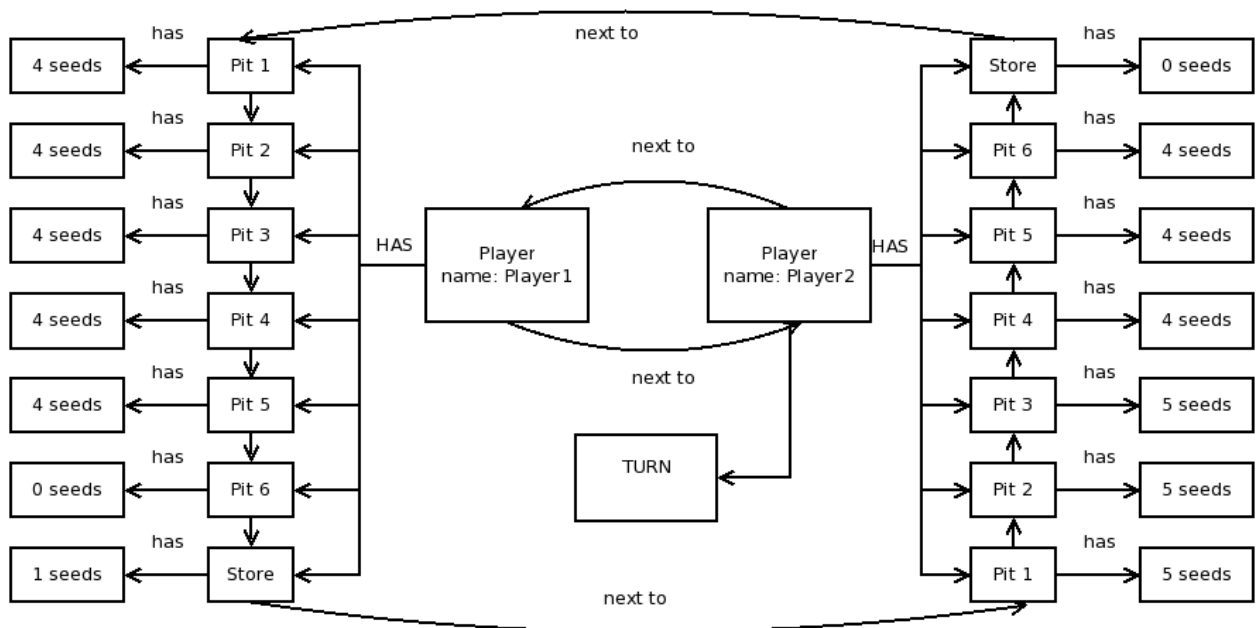 has
next to
has
4 seeds
Pit 1
Store
0 seeds
has
next to
has
4 seeds
Pit 2
Pit 6
4 seeds
has
has
4 seeds
Pit 3
HAS
Player
name: Player1
Player
name: Player2
HAS
Pit 5
4 seeds
has
has
4 seeds
Pit 4
Pit 4
4 seeds
has
next to
has
4 seeds
Pit 5
Pit 3
5 seeds
has
TURN
has
0 seeds
Pit 6
Pit 2
5 seeds
has
has
1 seeds
Store
Pit 1
5 seeds
next to